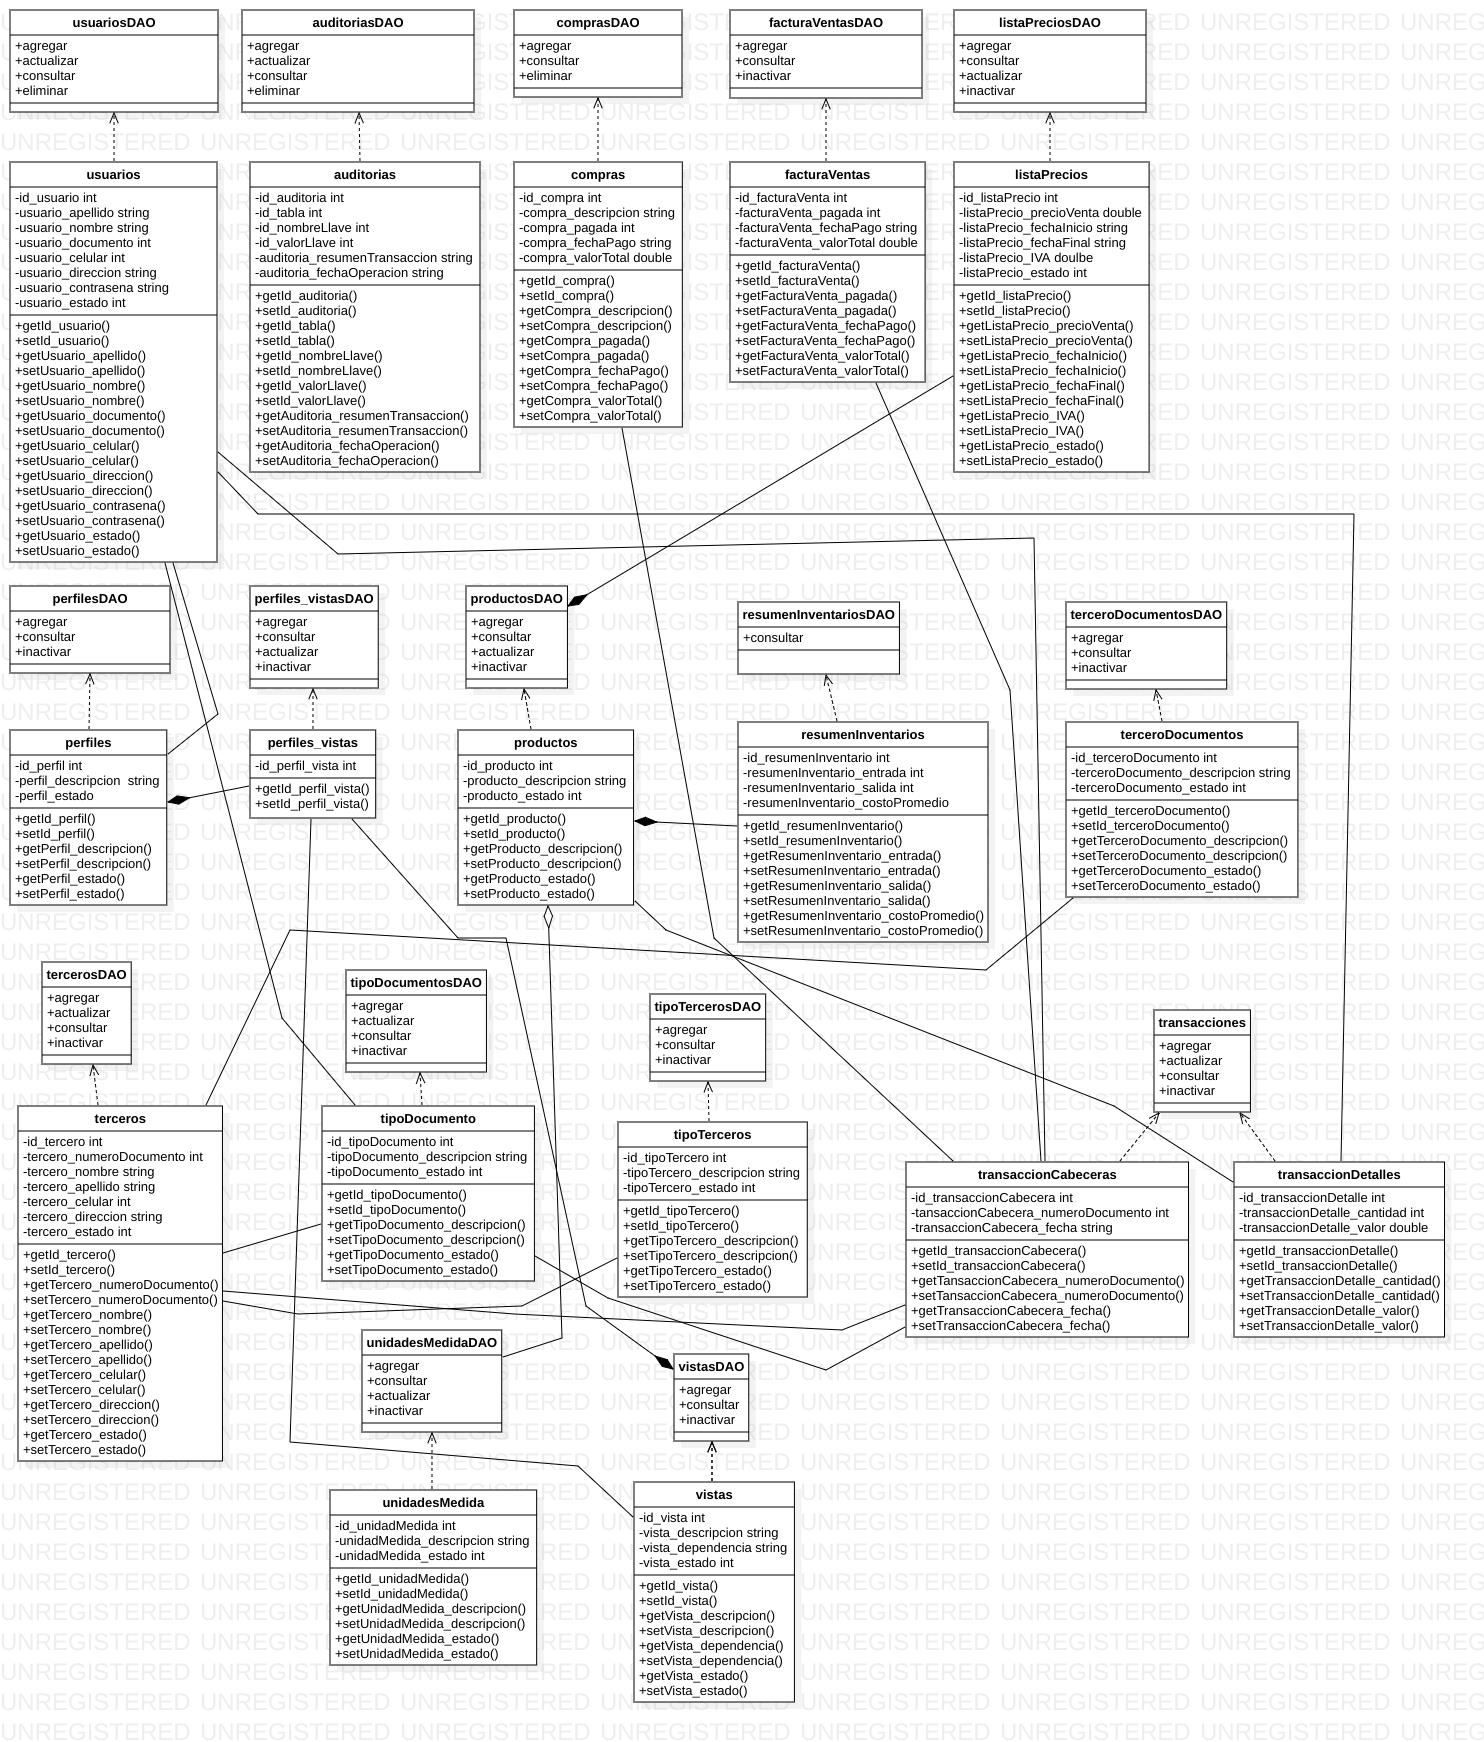 usuariosDAO
+agregar
+actualizar
+consultar
+eliminar
auditoriasDAO
+agregar
+actualizar
+consultar
+eliminar
comprasDAO
+agregar
+consultar
+eliminar
facturaVentasDAO
+agregar
+consultar
+inactivar
listaPreciosDAO
+agregar
+consultar
+actualizar
+inactivar
usuarios
-id_usuario int
-usuario_apellido string
-usuario_nombre string
-usuario_documento int
-usuario_celular int
-usuario_direccion string
-usuario_contrasena string
-usuario_estado int
+getId_usuario()
+setId_usuario()
+getUsuario_apellido()
+setUsuario_apellido()
+getUsuario_nombre()
+setUsuario_nombre()
+getUsuario_documento()
+setUsuario_documento()
+getUsuario_celular()
+setUsuario_celular()
+getUsuario_direccion()
+setUsuario_direccion()
+getUsuario_contrasena()
+setUsuario_contrasena()
+getUsuario_estado()
+setUsuario_estado()
auditorias
-id_auditoria int
-id_tabla int
-id_nombreLlave int
-id_valorLlave int
-auditoria_resumenTransaccion string
-auditoria_fechaOperacion string
+getId_auditoria()
+setId_auditoria()
+getId_tabla()
+setId_tabla()
+getId_nombreLlave()
+setId_nombreLlave()
+getId_valorLlave()
+setId_valorLlave()
+getAuditoria_resumenTransaccion()
+setAuditoria_resumenTransaccion()
+getAuditoria_fechaOperacion()
+setAuditoria_fechaOperacion()
compras
-id_compra int
-compra_descripcion string
-compra_pagada int
-compra_fechaPago string
-compra_valorTotal double
+getId_compra()
+setId_compra()
+getCompra_descripcion()
+setCompra_descripcion()
+getCompra_pagada()
+setCompra_pagada()
+getCompra_fechaPago()
+setCompra_fechaPago()
+getCompra_valorTotal()
+setCompra_valorTotal()
facturaVentas
-id_facturaVenta int
-facturaVenta_pagada int
-facturaVenta_fechaPago string
-facturaVenta_valorTotal double
+getId_facturaVenta()
+setId_facturaVenta()
+getFacturaVenta_pagada()
+setFacturaVenta_pagada()
+getFacturaVenta_fechaPago()
+setFacturaVenta_fechaPago()
+getFacturaVenta_valorTotal()
+setFacturaVenta_valorTotal()
listaPrecios
-id_listaPrecio int
-listaPrecio_precioVenta double
-listaPrecio_fechaInicio string
-listaPrecio_fechaFinal string
-listaPrecio_IVA doulbe
-listaPrecio_estado int
+getId_listaPrecio()
+setId_listaPrecio()
+getListaPrecio_precioVenta()
+setListaPrecio_precioVenta()
+getListaPrecio_fechaInicio()
+setListaPrecio_fechaInicio()
+getListaPrecio_fechaFinal()
+setListaPrecio_fechaFinal()
+getListaPrecio_IVA()
+setListaPrecio_IVA()
+getListaPrecio_estado()
+setListaPrecio_estado()
perfilesDAO
+agregar
+consultar
+inactivar
perfiles_vistasDAO
+agregar
+consultar
+actualizar
+inactivar
productosDAO
+agregar
+consultar
+actualizar
+inactivar
resumenInventariosDAO
+consultar
terceroDocumentosDAO
+agregar
+consultar
+inactivar
perfiles
-id_perfil int
-perfil_descripcion  string
-perfil_estado
+getId_perfil()
+setId_perfil()
+getPerfil_descripcion()
+setPerfil_descripcion()
+getPerfil_estado()
+setPerfil_estado()
perfiles_vistas
-id_perfil_vista int
+getId_perfil_vista()
+setId_perfil_vista()
productos
-id_producto int
-producto_descripcion string
-producto_estado int
+getId_producto()
+setId_producto()
+getProducto_descripcion()
+setProducto_descripcion()
+getProducto_estado()
+setProducto_estado()
resumenInventarios
-id_resumenInventario int
-resumenInventario_entrada int
-resumenInventario_salida int
-resumenInventario_costoPromedio
+getId_resumenInventario()
+setId_resumenInventario()
+getResumenInventario_entrada()
+setResumenInventario_entrada()
+getResumenInventario_salida()
+setResumenInventario_salida()
+getResumenInventario_costoPromedio()
+setResumenInventario_costoPromedio()
terceroDocumentos
-id_terceroDocumento int
-terceroDocumento_descripcion string
-terceroDocumento_estado int
+getId_terceroDocumento()
+setId_terceroDocumento()
+getTerceroDocumento_descripcion()
+setTerceroDocumento_descripcion()
+getTerceroDocumento_estado()
+setTerceroDocumento_estado()
tercerosDAO
+agregar
+actualizar
+consultar
+inactivar
tipoDocumentosDAO
+agregar
+actualizar
+consultar
+inactivar
tipoTercerosDAO
+agregar
+consultar
+inactivar
transacciones
+agregar
+actualizar
+consultar
+inactivar
terceros
-id_tercero int
-tercero_numeroDocumento int
-tercero_nombre string
-tercero_apellido string
-tercero_celular int
-tercero_direccion string
-tercero_estado int
+getId_tercero()
+setId_tercero()
+getTercero_numeroDocumento()
+setTercero_numeroDocumento()
+getTercero_nombre()
+setTercero_nombre()
+getTercero_apellido()
+setTercero_apellido()
+getTercero_celular()
+setTercero_celular()
+getTercero_direccion()
+setTercero_direccion()
+getTercero_estado()
+setTercero_estado()
tipoDocumento
-id_tipoDocumento int
-tipoDocumento_descripcion string
-tipoDocumento_estado int
+getId_tipoDocumento()
+setId_tipoDocumento()
+getTipoDocumento_descripcion()
+setTipoDocumento_descripcion()
+getTipoDocumento_estado()
+setTipoDocumento_estado()
tipoTerceros
-id_tipoTercero int
-tipoTercero_descripcion string
-tipoTercero_estado int
+getId_tipoTercero()
+setId_tipoTercero()
+getTipoTercero_descripcion()
+setTipoTercero_descripcion()
+getTipoTercero_estado()
+setTipoTercero_estado()
transaccionCabeceras
-id_transaccionCabecera int
-tansaccionCabecera_numeroDocumento int
-transaccionCabecera_fecha string
+getId_transaccionCabecera()
+setId_transaccionCabecera()
+getTansaccionCabecera_numeroDocumento()
+setTansaccionCabecera_numeroDocumento()
+getTransaccionCabecera_fecha()
+setTransaccionCabecera_fecha()
transaccionDetalles
-id_transaccionDetalle int
-transaccionDetalle_cantidad int
-transaccionDetalle_valor double
+getId_transaccionDetalle()
+setId_transaccionDetalle()
+getTransaccionDetalle_cantidad()
+setTransaccionDetalle_cantidad()
+getTransaccionDetalle_valor()
+setTransaccionDetalle_valor()
unidadesMedidaDAO
+agregar
+consultar
+actualizar
+inactivar
vistasDAO
+agregar
+consultar
+inactivar
unidadesMedida
-id_unidadMedida int
-unidadMedida_descripcion string
-unidadMedida_estado int
+getId_unidadMedida()
+setId_unidadMedida()
+getUnidadMedida_descripcion()
+setUnidadMedida_descripcion()
+getUnidadMedida_estado()
+setUnidadMedida_estado()
vistas
-id_vista int
-vista_descripcion string
-vista_dependencia string
-vista_estado int
+getId_vista()
+setId_vista()
+getVista_descripcion()
+setVista_descripcion()
+getVista_dependencia()
+setVista_dependencia()
+getVista_estado()
+setVista_estado()
UNREGISTERED